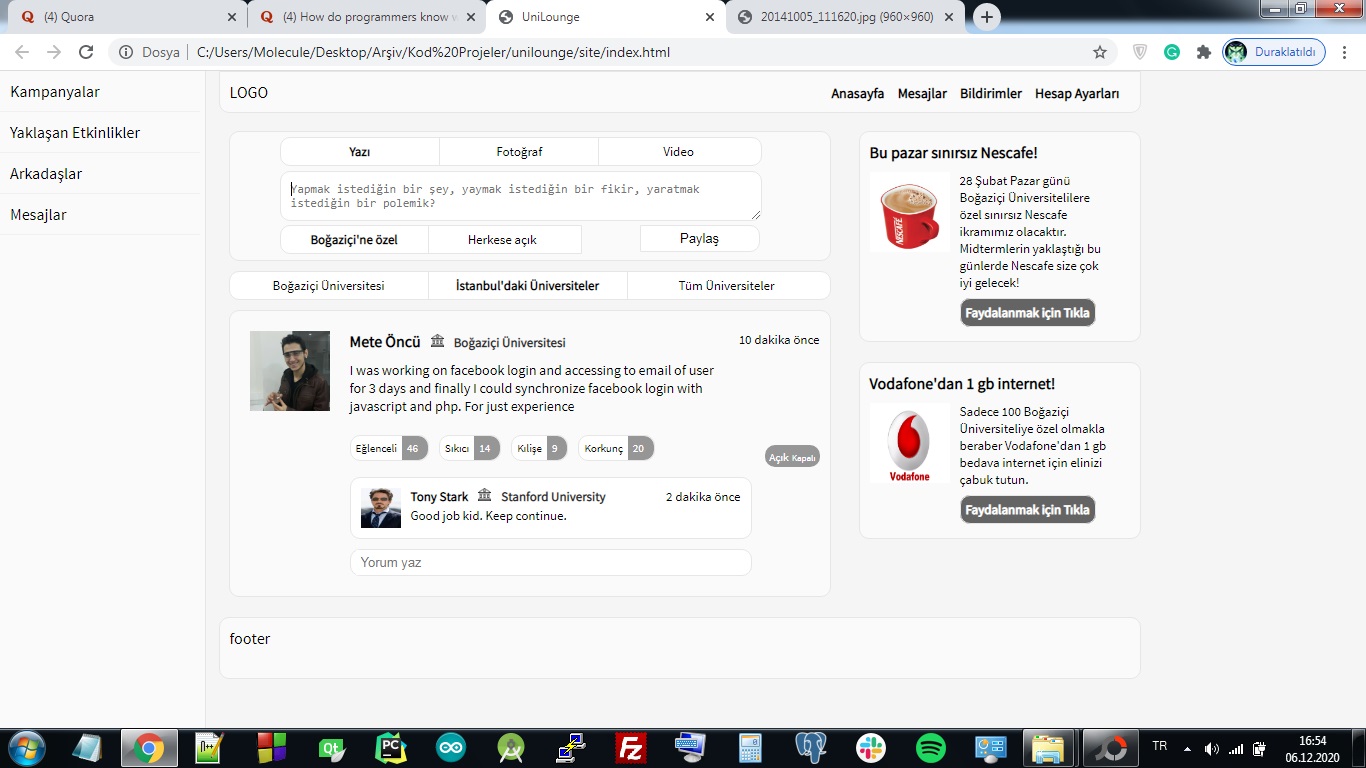 (4) Quora
(4) How do programmers know w
UniLounge
20141005_111620.jpg (960×960)
Dosya | C:/Users/Molecule/Desktop/Arşiv/Kod%20Projeler/unilounge/site/index.html
Duraklatıldı
Kampanyalar
Yaklaşan Etkinlikler
Arkadaşlar
Mesajlar
LOGO
Anasayfa Mesajlar Bildirimler Hesap Ayarları
Yazı Fotoğraf Video
Yapmak istediğin bir şey, yaymak istediğin bir fikir, yaratmak
istediğin bir polemik?
Boğaziçi'ne özel Herkese açık Paylaş
Boğaziçi Üniversitesi İstanbul'daki Üniversiteler Tüm Üniversiteler
Mete Öncü Boğaziçi Üniversitesi 10 dakika önce
I was working on facebook login and accessing to email of user
for 3 days and finally I could synchronize facebook login with
javascript and php. For just experience
Eğlenceli 46 Sıkıcı 14 Kılişe 9 Korkunç 20
Açık Kapalı
Tony Stark Stanford University 2 dakika önce
Good job kid. Keep continue.
Yorum yaz
Bu pazar sınırsız Nescafe!
NESCAFÉ
28 Şubat Pazar günü
Boğaziçi Üniversitelilere
özel sınırsız Nescafe
ikramımız olacaktır.
Midtermlerin yaklaştığı bu
günlerde Nescafe size çok
iyi gelecek!
Faydalanmak için Tıkla
Vodafone'dan 1 gb internet!
Vodafone
Sadece 100 Boğaziçi
Üniversiteliye özel olmakla
beraber Vodafone'dan 1 gb
bedava internet için elinizi
çabuk tutun.
Faydalanmak için Tıkla
footer
TR
16:54
06.12.2020